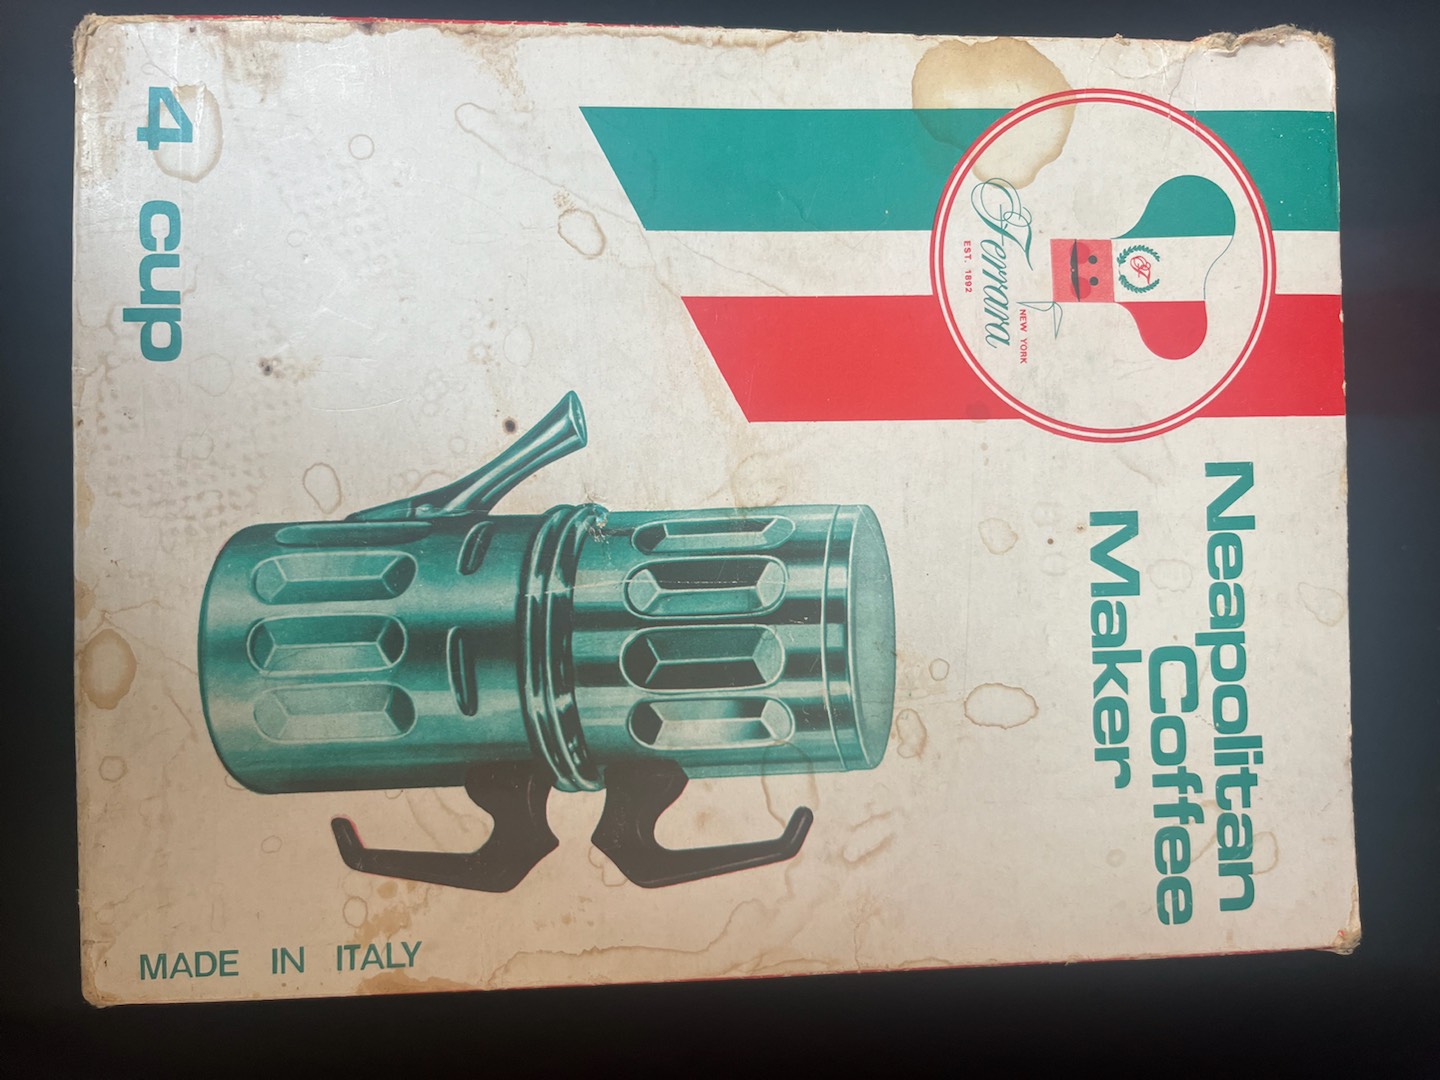 Ferrara
NEW YORK
EST. 1892
Neapolitan
Coffee
Maker
4 cup
MADE IN ITALY